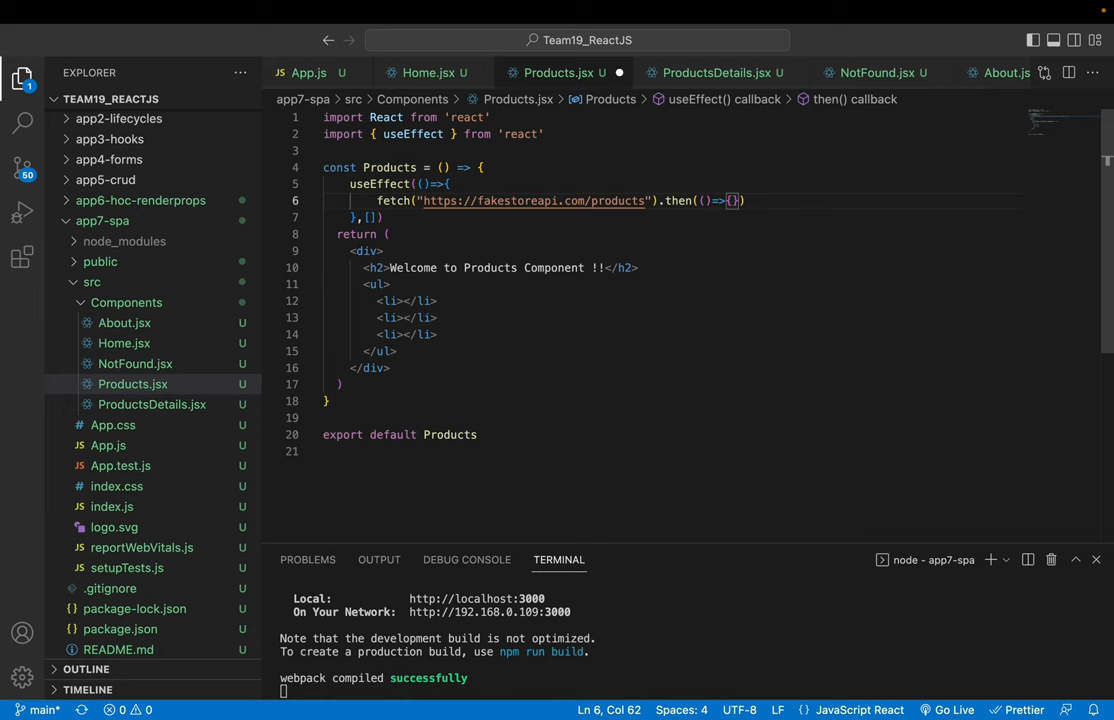 Team19_ReactJS
EXPLORER
App.js U
Home.jsx U
Products.jsx U
ProductsDetails.jsx U
NotFound.jsx U
About.js
TEAM19_REACTJS
app2-lifecycles
app3-hooks
app4-forms
app5-crud
app6-hoc-renderprops
app7-spa
node_modules
public
src
Components
About.jsx U
Home.jsx U
NotFound.jsx U
Products.jsx U
ProductsDetails.jsx U
App.css U
App.js U
App.test.js U
index.css U
index.js U
logo.svg U
reportWebVitals.js U
setupTests.js U
.gitignore U
package-lock.json U
package.json U
README.md U
OUTLINE
TIMELINE
1
50
app7-spa > src > Components > Products.jsx > Products > useEffect() callback > then() callback
1 import React from 'react'
2 import { useEffect } from 'react'
3
4 const Products = () => {
5 useEffect(()=>{
6 fetch("https://fakestoreapi.com/products").then(()=>{})
7 },[])
8 return (
9 <div>
10 <h2>Welcome to Products Component !!</h2>
11 <ul>
12 <li></li>
13 <li></li>
14 <li></li>
15 </ul>
16 </div>
17 )
18 }
19
20 export default Products
21
PROBLEMS OUTPUT DEBUG CONSOLE TERMINAL
node - app7-spa
Local: http://localhost:3000
On Your Network: http://192.168.0.109:3000
Note that the development build is not optimized.
To create a production build, use npm run build.
webpack compiled successfully
main* 0 0 Ln 6, Col 62 Spaces: 4 UTF-8 LF {} JavaScript React Go Live Prettier